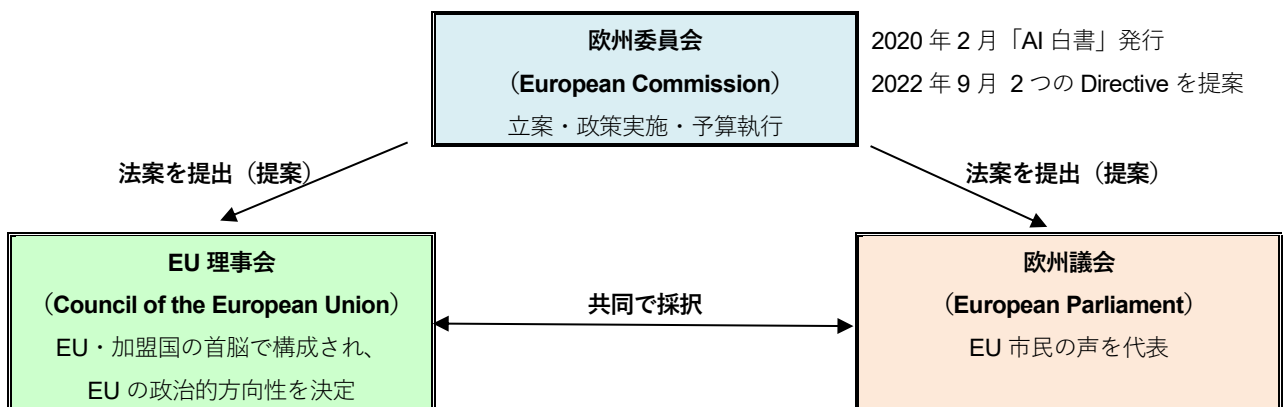 欧州委員会
(European Commission)
立案・政策実施・予算執行
2020 年 2 月「AI 白書」発行
2022 年 9 月 2 つの Directive を提案
法案を提出(提案)
法案を提出(提案)
EU 理事会
(Council of the European Union)
EU・加盟国の首脳で構成され、
EU の政治的方向性を決定
共同で採択
欧州議会
(European Parliament)
EU 市民の声を代表